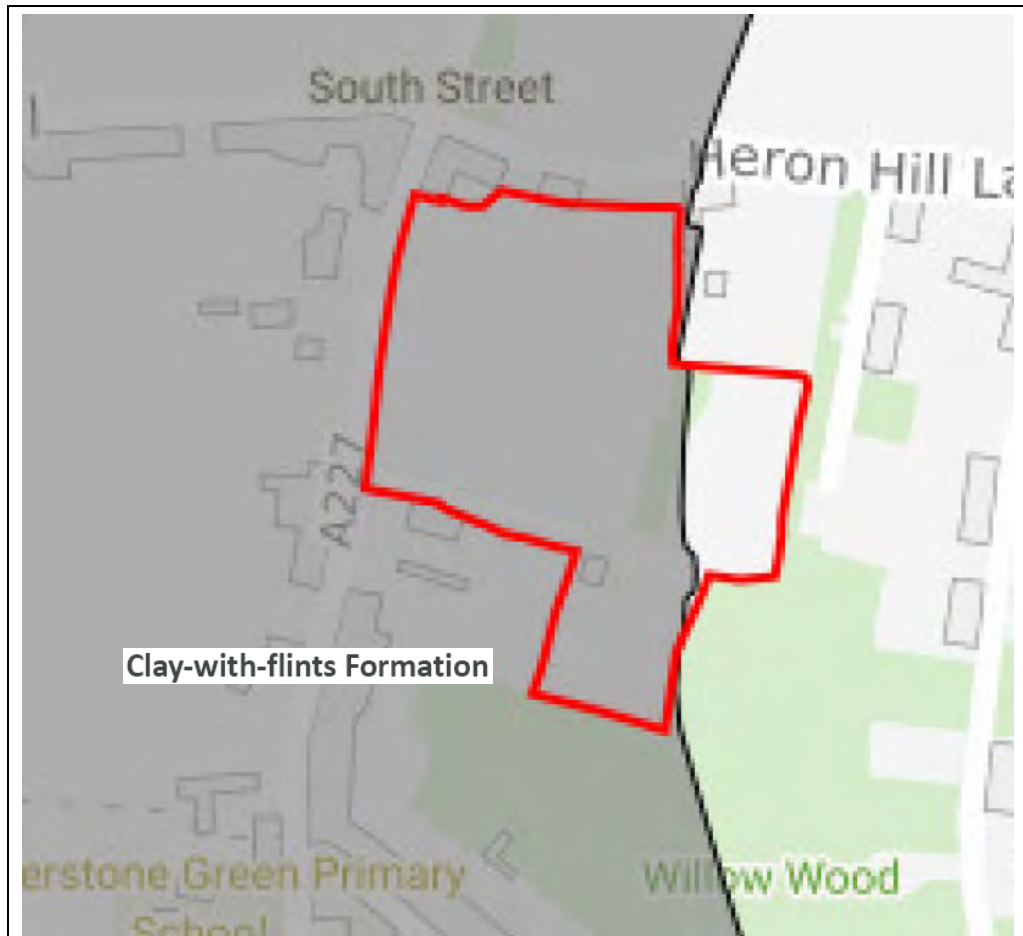 South Street
Heron Hill La
A227
Clay-with-flints Formation
erstone Green Primary
School
Willow Wood